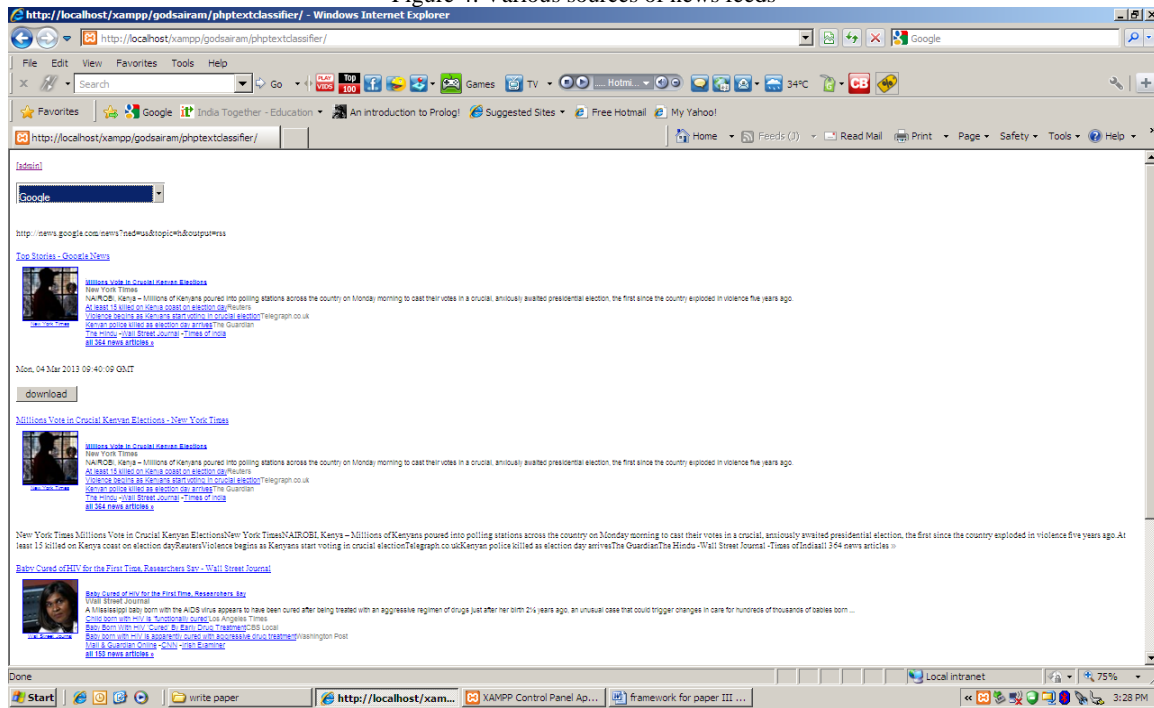 Figure 4. Various sources of news feeds
http://localhost/xampp/godsairam/phptextclassifier/ - Windows Internet Explorer
http://localhost/xampp/godsairam/phptextclassifier/
Google
File Edit View Favorites Tools Help
Search Go PLAY VIDS Top 100 Games TV .... Hotmi... 34°C CB
Favorites Google India Together - Education An introduction to Prolog! Suggested Sites Free Hotmail My Yahoo!
http://localhost/xampp/godsairam/phptextclassifier/ Home Feeds (J) Read Mail Print Page Safety Tools Help
[admin]
Google
http://news.google.com/news?ned=us&topic=h&output=rss
Top Stories - Google News
Millions Vote in Crucial Kenyan Elections
New York Times
NAIROBI, Kenya – Millions of Kenyans poured into polling stations across the country on Monday morning to cast their votes in a crucial, anxiously awaited presidential election, the first since the country exploded in violence five years ago.
At least 15 killed on Kenya coast on election dayReuters
Violence begins as Kenyans start voting in crucial electionTelegraph.co.uk
New York Times
Kenyan police killed as election day arrivesThe Guardian
The Hindu -Wall Street Journal -Times of India
all 364 news articles »
Mon, 04 Mar 2013 09:40:09 GMT
download
Millions Vote in Crucial Kenyan Elections - New York Times
Millions Vote in Crucial Kenyan Elections
New York Times
NAIROBI, Kenya – Millions of Kenyans poured into polling stations across the country on Monday morning to cast their votes in a crucial, anxiously awaited presidential election, the first since the country exploded in violence five years ago.
At least 15 killed on Kenya coast on election dayReuters
Violence begins as Kenyans start voting in crucial electionTelegraph.co.uk
New York Times
Kenyan police killed as election day arrivesThe Guardian
The Hindu -Wall Street Journal -Times of India
all 364 news articles »
New York Times Millions Vote in Crucial Kenyan ElectionsNew York TimesNAIROBI, Kenya – Millions of Kenyans poured into polling stations across the country on Monday morning to cast their votes in a crucial, anxiously awaited presidential election, the first since the country exploded in violence five years ago.At
least 15 killed on Kenya coast on election dayReutersViolence begins as Kenyans start voting in crucial electionTelegraph.co.ukKenyan police killed as election day arrivesThe GuardianThe Hindu -Wall Street Journal -Times of Indiaall 364 news articles »
Baby Cured of HIV for the First Time, Researchers Say - Wall Street Journal
Baby Cured of HIV for the First Time, Researchers Say
Wall Street Journal
A Mississippi baby born with the AIDS virus appears to have been cured after being treated with an aggressive regimen of drugs just after her birth 2½ years ago, an unusual case that could trigger changes in care for hundreds of thousands of babies born ...
Child born with HIV is 'functionally cured'Los Angeles Times
Baby Born With HIV 'Cured' By Early Drug TreatmentCBS Local
Wall Street Journal
Baby born with HIV is apparently cured with aggressive drug treatmentWashington Post
Mail & Guardian Online -CNN -Irish Examiner
all 153 news articles »
Done Local intranet 75%
Start write paper http://localhost/xam... XAMPP Control Panel Ap... framework for paper III ... 3:28 PM